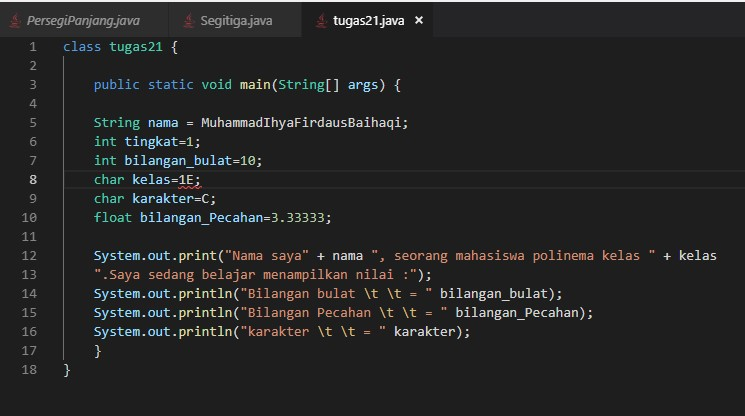 PersegiPanjang.java Segitiga.java tugas21.java ×
1 class tugas21 {
2
3 public static void main(String[] args) {
4
5 String nama = MuhammadIhyaFirdausBaihaqi;
6 int tingkat=1;
7 int bilangan_bulat=10;
8 char kelas=1E;
9 char karakter=C;
10 float bilangan_Pecahan=3.33333;
11
12 System.out.print("Nama saya" + nama ", seorang mahasiswa polinema kelas " + kelas
13 ".Saya sedang belajar menampilkan nilai :");
14 System.out.println("Bilangan bulat \t \t = " bilangan_bulat);
15 System.out.println("Bilangan Pecahan \t \t = " bilangan_Pecahan);
16 System.out.println("karakter \t \t = " karakter);
17 }
18 }